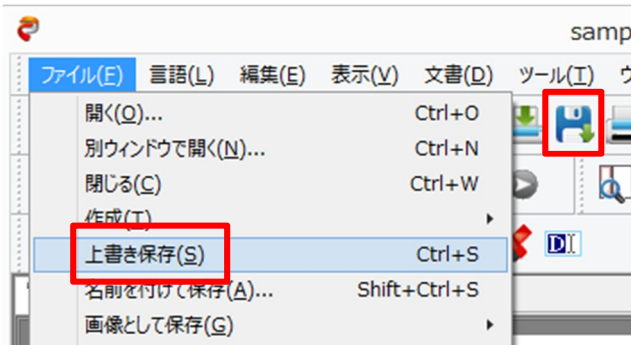 samp
ファイル(F) 言語(L) 編集(E) 表示(V) 文書(D) ツール(T) ウ
開く(O)... Ctrl+O
別ウィンドウで開く(N)... Ctrl+N
閉じる(C) Ctrl+W
作成(T)
上書き保存(S) Ctrl+S
名前を付けて保存(A)... Shift+Ctrl+S
画像として保存(G)